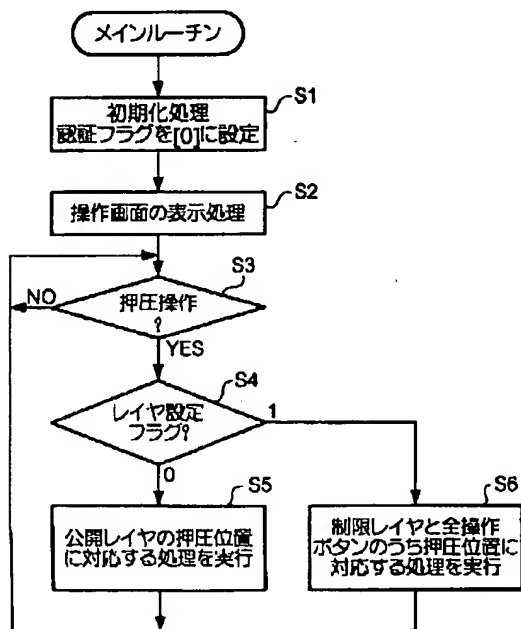 メインルーチン
S1
初期化処理
認証フラグを[0]に設定
S2
操作画面の表示処理
S3
押圧操作
?
NO
YES
S4
レイヤ設定
フラグ?
1
0
S5
公開レイヤの押圧位置
に対応する処理を実行
S6
制限レイヤと全操作
ボタンのうち押圧位置に
対応する処理を実行